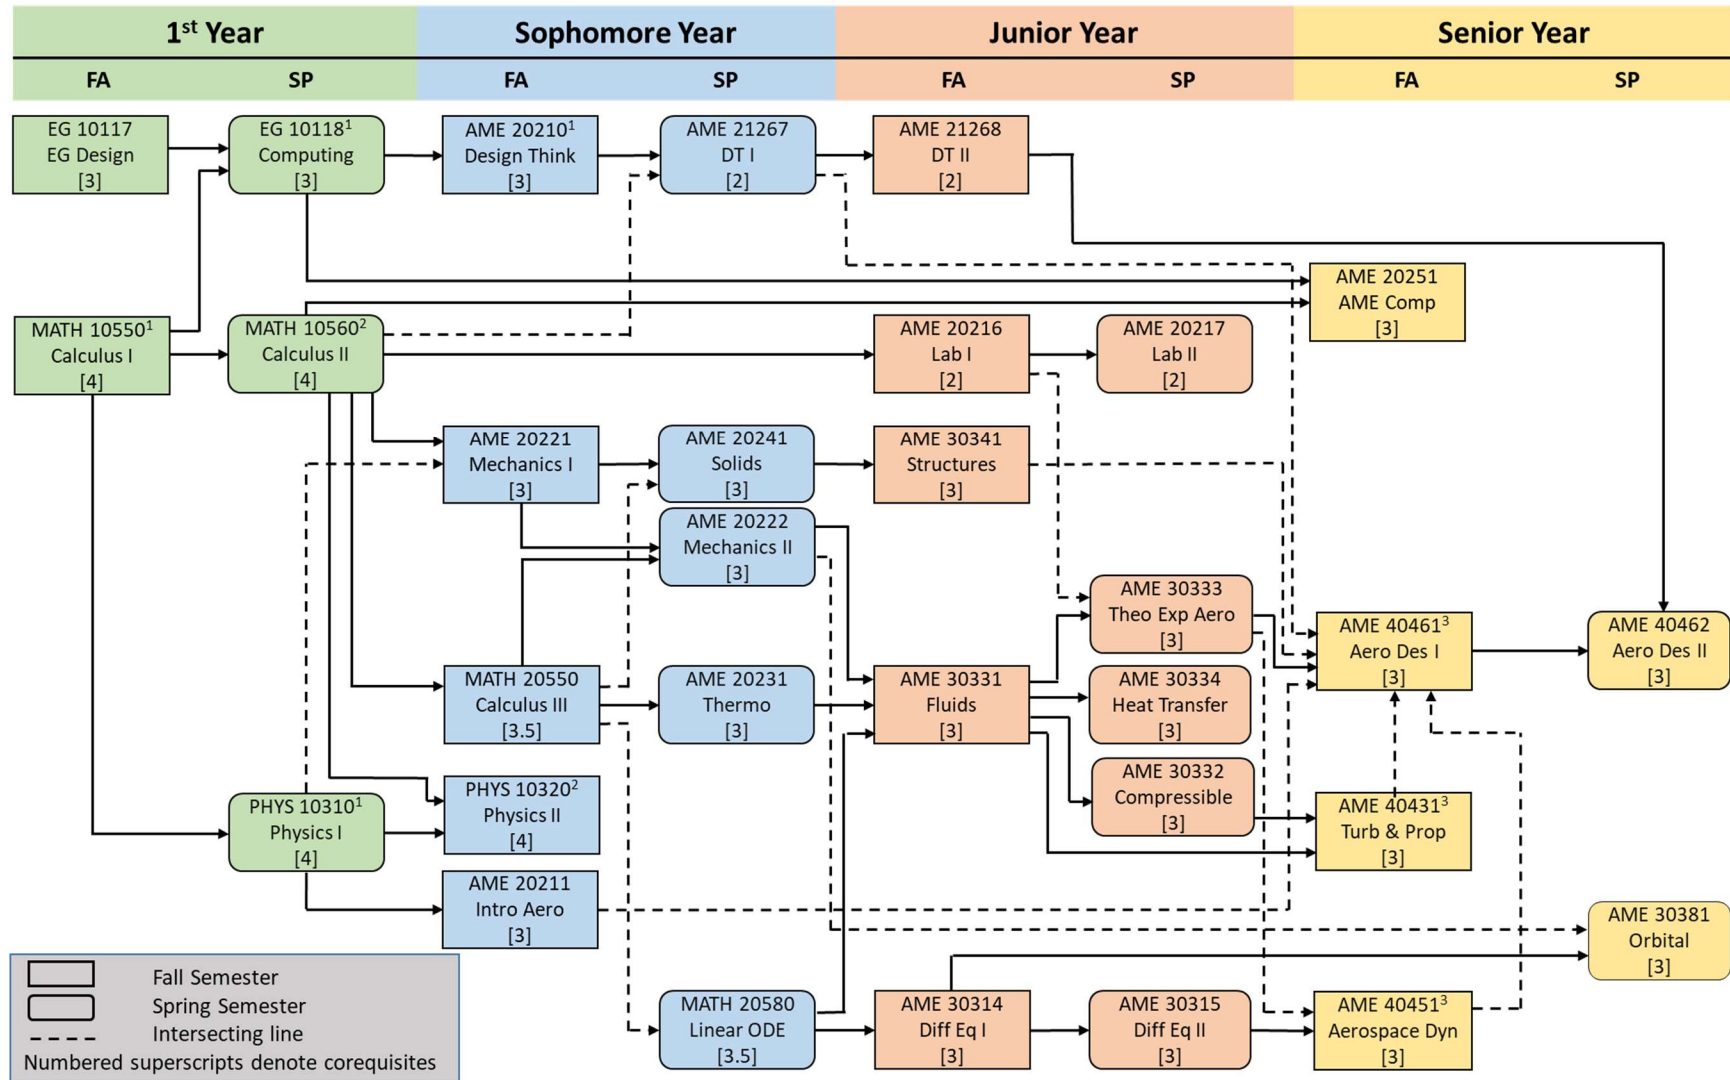 1st Year
Sophomore Year
Junior Year
Senior Year
FA
SP
FA
SP
FA
SP
FA
SP
EG 10117
EG Design
[3]
EG 10118¹
Computing
[3]
AME 20210¹
Design Think
[3]
AME 21267
DT I
[2]
AME 21268
DT II
[2]
AME 20251
AME Comp
[3]
MATH 10550¹
Calculus I
[4]
MATH 10560²
Calculus II
[4]
AME 20216
Lab I
[2]
AME 20217
Lab II
[2]
AME 20221
Mechanics I
[3]
AME 20241
Solids
[3]
AME 30341
Structures
[3]
AME 20222
Mechanics II
[3]
AME 30333
Theo Exp Aero
[3]
AME 40461³
Aero Des I
[3]
AME 40462
Aero Des II
[3]
MATH 20550
Calculus III
[3.5]
AME 20231
Thermo
[3]
AME 30331
Fluids
[3]
AME 30334
Heat Transfer
[3]
PHYS 10310¹
Physics I
[4]
PHYS 10320²
Physics II
[4]
AME 30332
Compressible
[3]
AME 40431³
Turb & Prop
[3]
AME 20211
Intro Aero
[3]
AME 30381
Orbital
[3]
MATH 20580
Linear ODE
[3.5]
AME 30314
Diff Eq I
[3]
AME 30315
Diff Eq II
[3]
AME 40451³
Aerospace Dyn
[3]
Fall Semester
Spring Semester
Intersecting line
Numbered superscripts denote corequisites